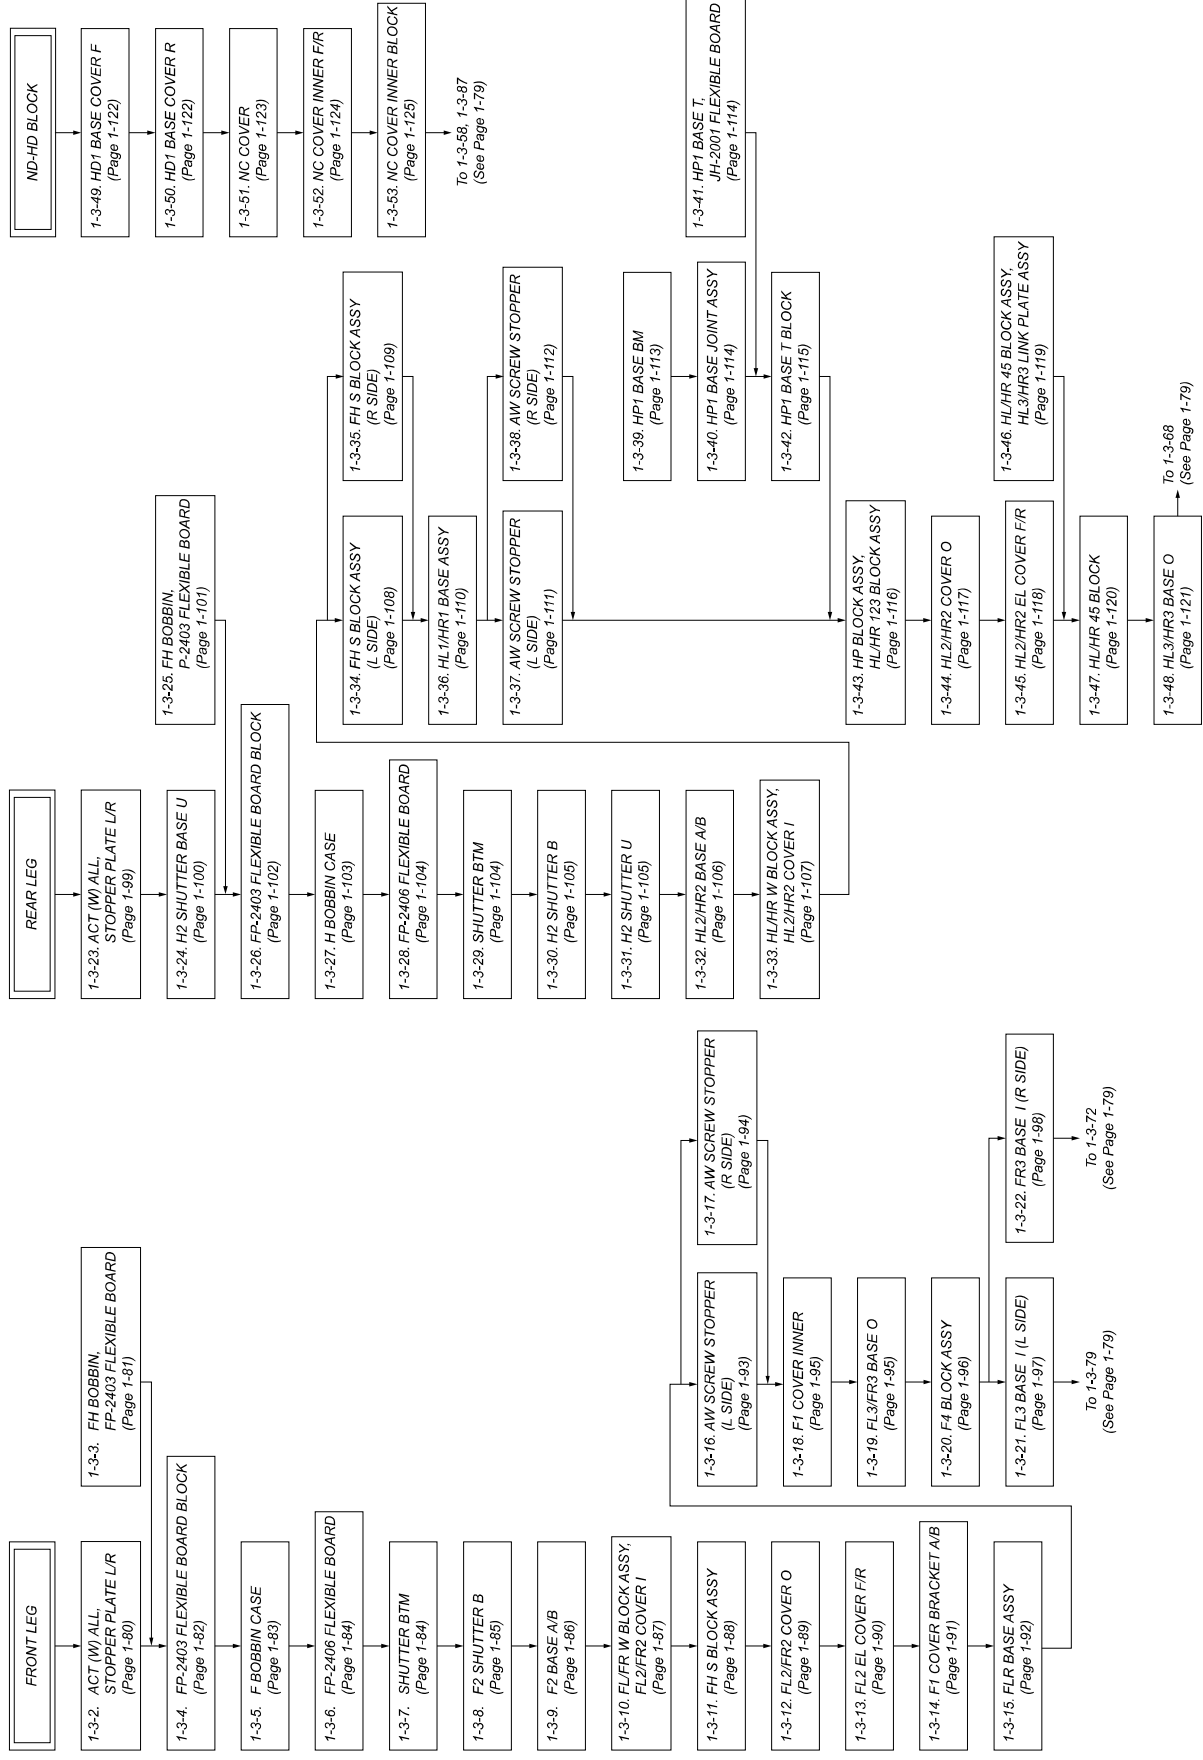 FRONT LEG
1-3-2. ACT (W) ALL,
STOPPER PLATE L/R
(Page 1-80)
1-3-3. FH BOBBIN,
FP-2403 FLEXIBLE BOARD
(Page 1-81)
1-3-4. FP-2403 FLEXIBLE BOARD BLOCK
(Page 1-82)
1-3-5. F BOBBIN CASE
(Page 1-83)
1-3-6. FP-2406 FLEXIBLE BOARD
(Page 1-84)
1-3-7. SHUTTER BTM
(Page 1-84)
1-3-8. F2 SHUTTER B
(Page 1-85)
1-3-9. F2 BASE A/B
(Page 1-86)
1-3-10. FL/FR W BLOCK ASSY,
FL2/FR2 COVER I
(Page 1-87)
1-3-11. FH S BLOCK ASSY
(Page 1-88)
1-3-12. FL2/FR2 COVER O
(Page 1-89)
1-3-13. FL2 EL COVER F/R
(Page 1-90)
1-3-14. F1 COVER BRACKET A/B
(Page 1-91)
1-3-15. FLR BASE ASSY
(Page 1-92)
1-3-16. AW SCREW STOPPER
(L SIDE)
(Page 1-93)
1-3-17. AW SCREW STOPPER
(R SIDE)
(Page 1-94)
1-3-18. F1 COVER INNER
(Page 1-95)
1-3-19. FL3/FR3 BASE O
(Page 1-95)
1-3-20. F4 BLOCK ASSY
(Page 1-96)
1-3-21. FL3 BASE I (L SIDE)
(Page 1-97)
1-3-22. FR3 BASE I (R SIDE)
(Page 1-98)
To 1-3-79
(See Page 1-79)
To 1-3-72
(See Page 1-79)
REAR LEG
1-3-23. ACT (W) ALL,
STOPPER PLATE L/R
(Page 1-99)
1-3-24. H2 SHUTTER BASE U
(Page 1-100)
1-3-25. FH BOBBIN,
P-2403 FLEXIBLE BOARD
(Page 1-101)
1-3-26. FP-2403 FLEXIBLE BOARD BLOCK
(Page 1-102)
1-3-27. H BOBBIN CASE
(Page 1-103)
1-3-28. FP-2406 FLEXIBLE BOARD
(Page 1-104)
1-3-29. SHUTTER BTM
(Page 1-104)
1-3-30. H2 SHUTTER B
(Page 1-105)
1-3-31. H2 SHUTTER U
(Page 1-105)
1-3-32. HL2/HR2 BASE A/B
(Page 1-106)
1-3-33. HL/HR W BLOCK ASSY,
HL2/HR2 COVER I
(Page 1-107)
1-3-34. FH S BLOCK ASSY
(L SIDE)
(Page 1-108)
1-3-35. FH S BLOCK ASSY
(R SIDE)
(Page 1-109)
1-3-36. HL1/HR1 BASE ASSY
(Page 1-110)
1-3-37. AW SCREW STOPPER
(L SIDE)
(Page 1-111)
1-3-38. AW SCREW STOPPER
(R SIDE)
(Page 1-112)
1-3-39. HP1 BASE BM
(Page 1-113)
1-3-40. HP1 BASE JOINT ASSY
(Page 1-114)
1-3-41. HP1 BASE T,
JH-2001 FLEXIBLE BOARD
(Page 1-114)
1-3-42. HP1 BASE T BLOCK
(Page 1-115)
1-3-43. HP BLOCK ASSY,
HL/HR 123 BLOCK ASSY
(Page 1-116)
1-3-44. HL2/HR2 COVER O
(Page 1-117)
1-3-45. HL2/HR2 EL COVER F/R
(Page 1-118)
1-3-46. HL/HR 45 BLOCK ASSY,
HL3/HR3 LINK PLATE ASSY
(Page 1-119)
1-3-47. HL/HR 45 BLOCK
(Page 1-120)
1-3-48. HL3/HR3 BASE O
(Page 1-121)
To 1-3-68
(See Page 1-79)
ND-HD BLOCK
1-3-49. HD1 BASE COVER F
(Page 1-122)
1-3-50. HD1 BASE COVER R
(Page 1-122)
1-3-51. NC COVER
(Page 1-123)
1-3-52. NC COVER INNER F/R
(Page 1-124)
1-3-53. NC COVER INNER BLOCK
(Page 1-125)
To 1-3-58, 1-3-87
(See Page 1-79)